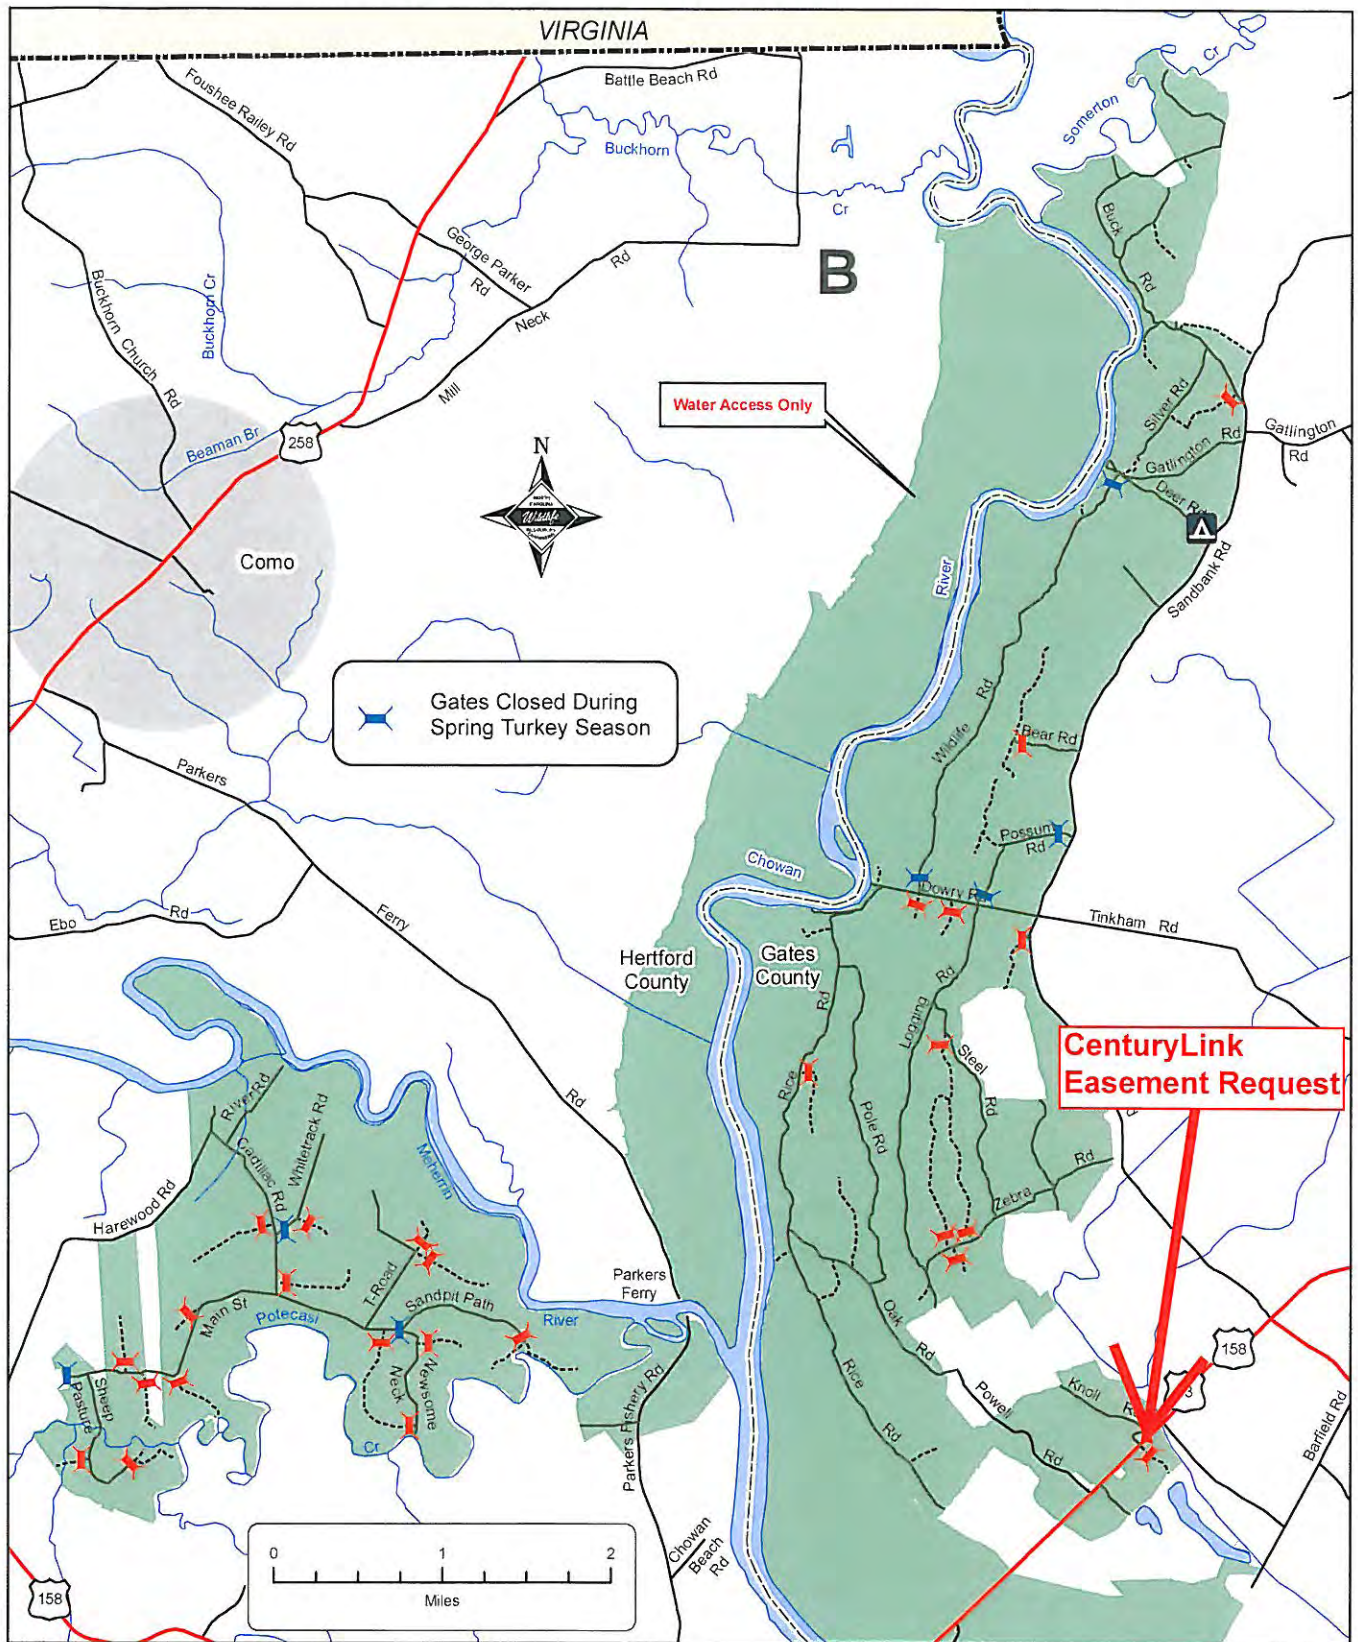 VIRGINIA
Battle Beach Rd
Foushee Railey Rd
Buckhorn
Cr
Somerton
Cr
Buck
Rd
George Parker
Rd
Rd
Neck
Mill
B
Buckhorn Church Rd
Buckhorn Cr
Beaman Br
258
Water Access Only
Silver Rd
Gatlington
Rd
Gatlington Rd
Deer Rd
Sandbank Rd
N
NORTH
CAROLINA
Wildlife
Como
River
Gates Closed During
Spring Turkey Season
Wildlife
Rd
Bear Rd
Possum
Rd
Parkers
Ferry
Rd
Ebo
Rd
Chowan
Dowry Rd
Tinkham Rd
Hertford
County
Gates
County
Rd
Rice
Logging
Rd
Steel
Rd
Pole Rd
Zebra
Rd
CenturyLink
Easement Request
River Rd
Cadillac Rd
Whitetrack Rd
Meherrin
Harewood Rd
Main St
Potecasi
T-Road
Sandpit Path
River
Parkers
Ferry
Neck
Newsome
Cr
Pasture
Sheep
Parkers Fishery Rd
Oak
Rd
Rice
Rd
Powell
Rd
Knoll
158
Barfield Rd
Chowan
Beach
Rd
0 1 2
Miles
158